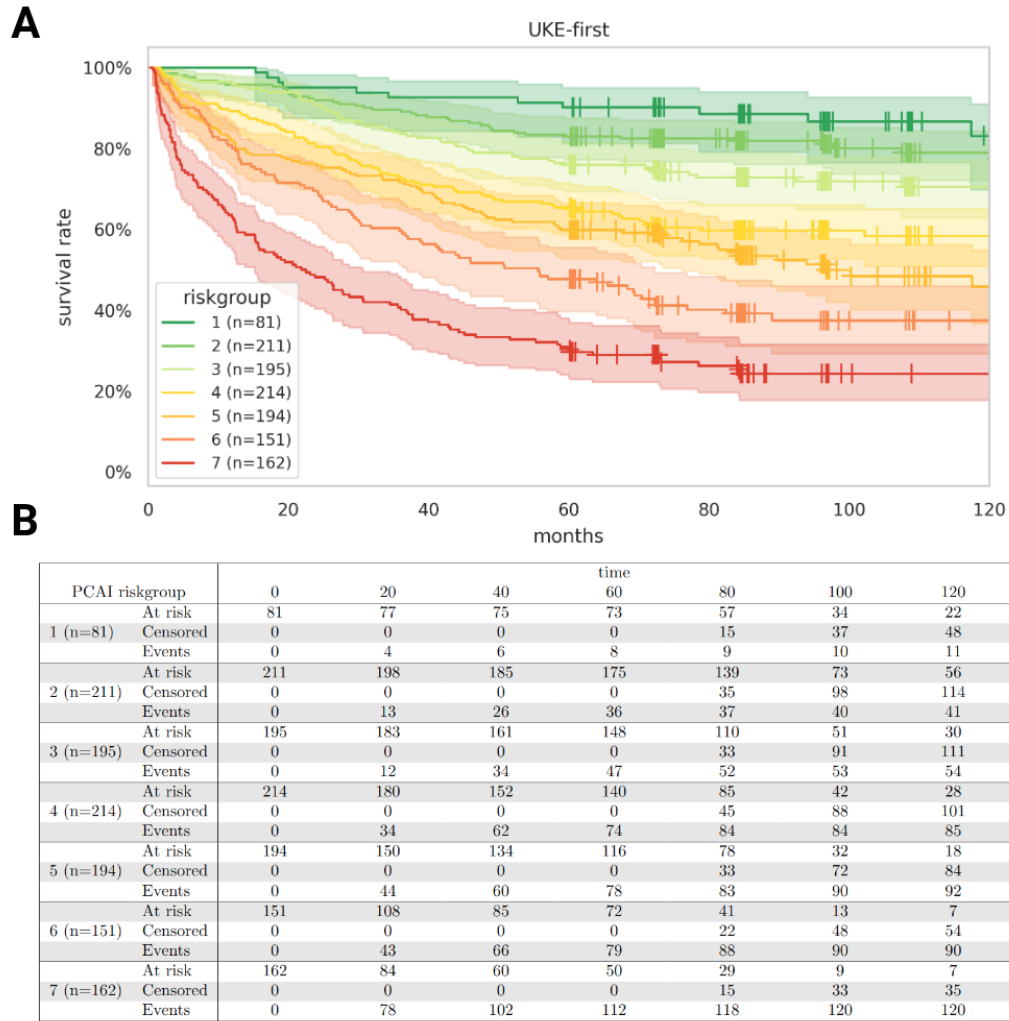 A
UKE-first
100%
80%
60%
40%
20%
0%
survival rate
riskgroup
1 (n=81)
2 (n=211)
3 (n=195)
4 (n=214)
5 (n=194)
6 (n=151)
7 (n=162)
0 20 40 60 80 100 120
months
B
time
PCAI riskgroup 0 20 40 60 80 100 120
At risk 81 77 75 73 57 34 22
1 (n=81) Censored 0 0 0 0 15 37 48
Events 0 4 6 8 9 10 11
At risk 211 198 185 175 139 73 56
2 (n=211) Censored 0 0 0 0 35 98 114
Events 0 13 26 36 37 40 41
At risk 195 183 161 148 110 51 30
3 (n=195) Censored 0 0 0 0 33 91 111
Events 0 12 34 47 52 53 54
At risk 214 180 152 140 85 42 28
4 (n=214) Censored 0 0 0 0 45 88 101
Events 0 34 62 74 84 84 85
At risk 194 150 134 116 78 32 18
5 (n=194) Censored 0 0 0 0 33 72 84
Events 0 44 60 78 83 90 92
At risk 151 108 85 72 41 13 7
6 (n=151) Censored 0 0 0 0 22 48 54
Events 0 43 66 79 88 90 90
At risk 162 84 60 50 29 9 7
7 (n=162) Censored 0 0 0 0 15 33 35
Events 0 78 102 112 118 120 120